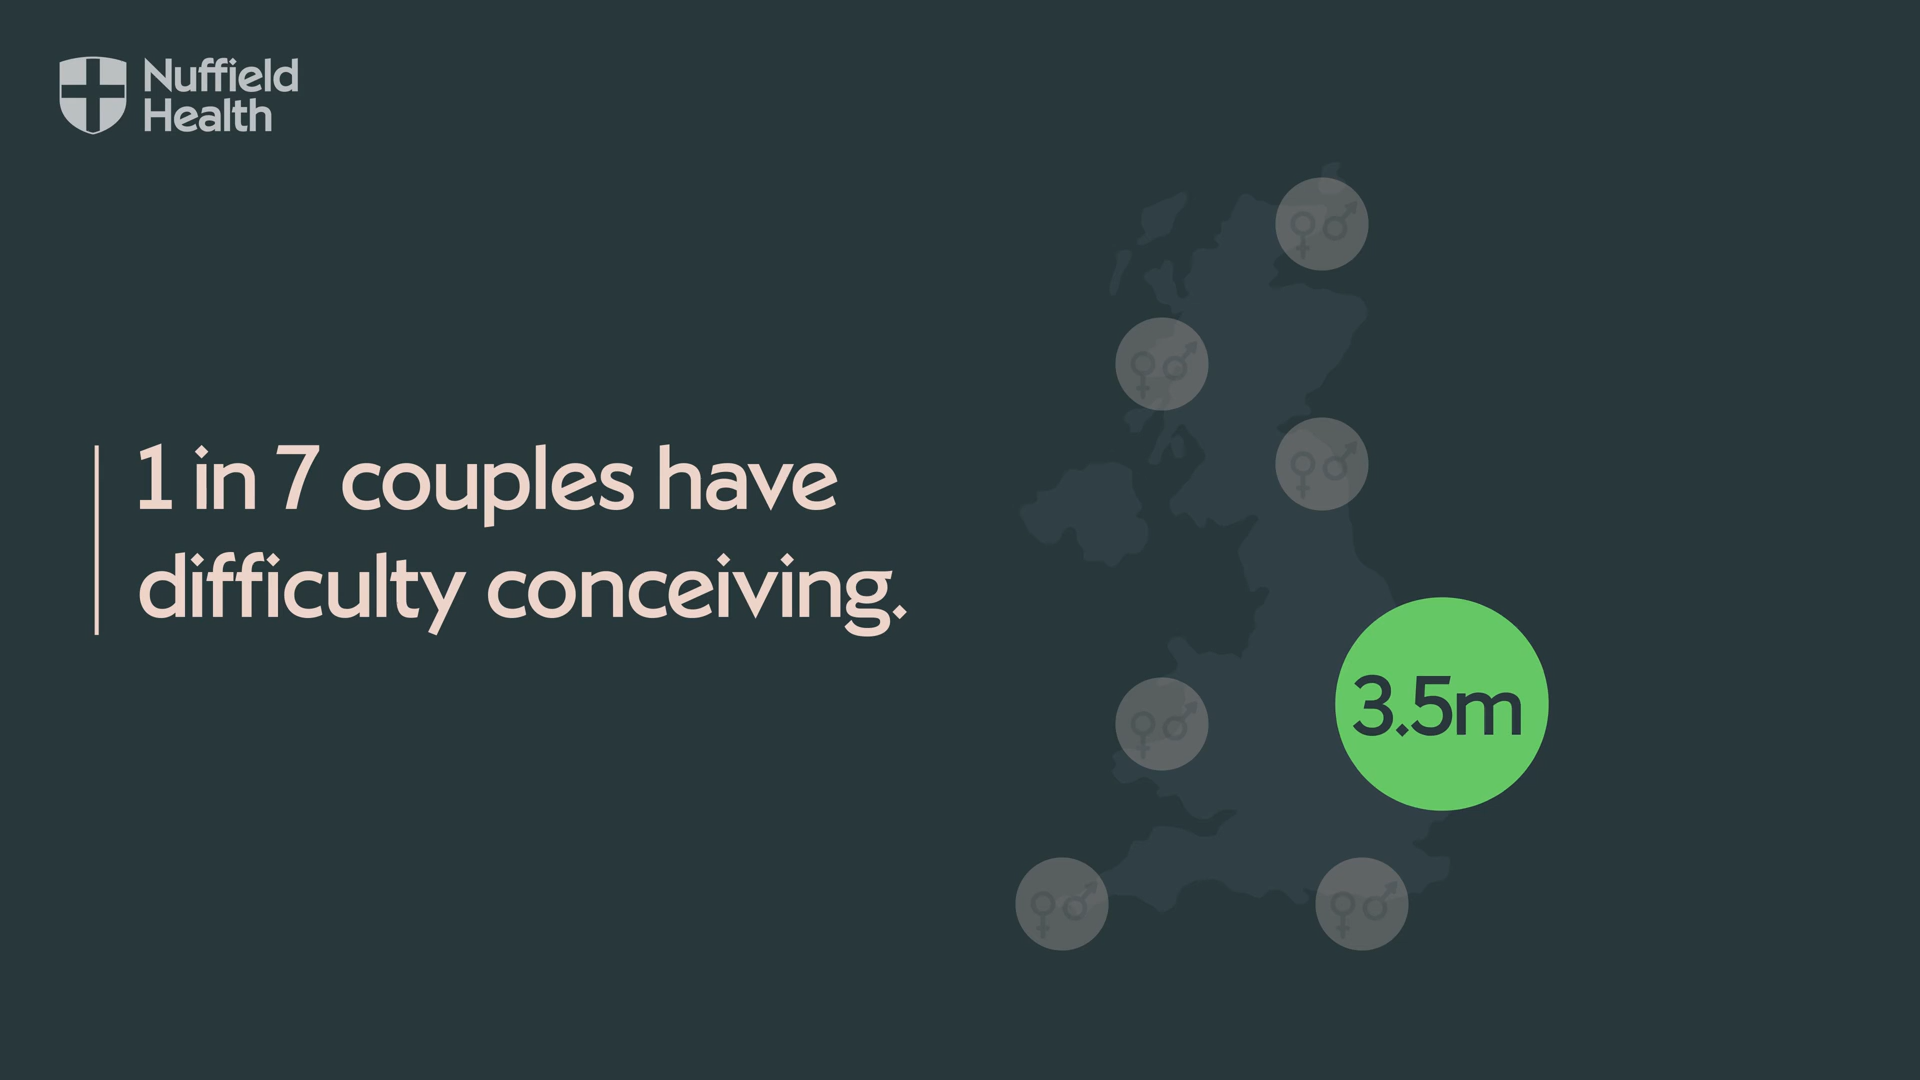 Nuffield
Health
1 in 7 couples have
difficulty conceiving.
3.5m